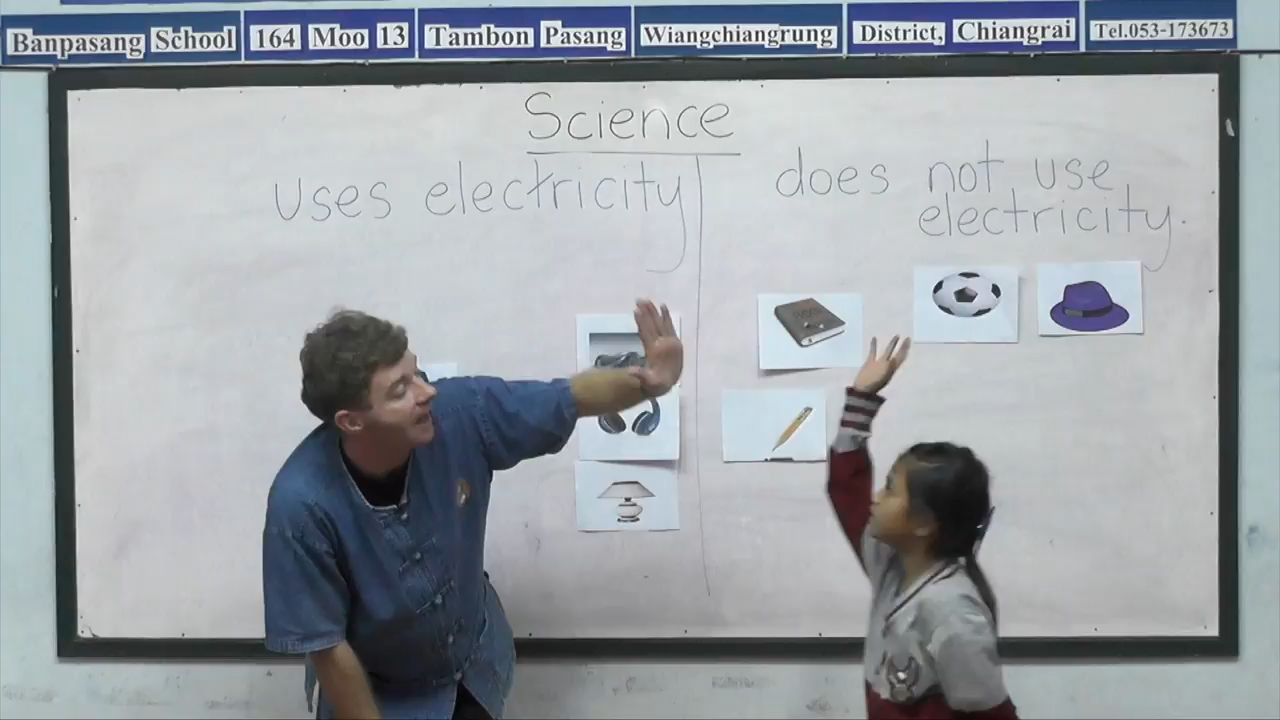 Banpasang School 164 Moo 13 Tambon Pasang Wiangchiangrung District, Chiangrai Tel.053-173673
Science
uses electricity
does not use
electricity.